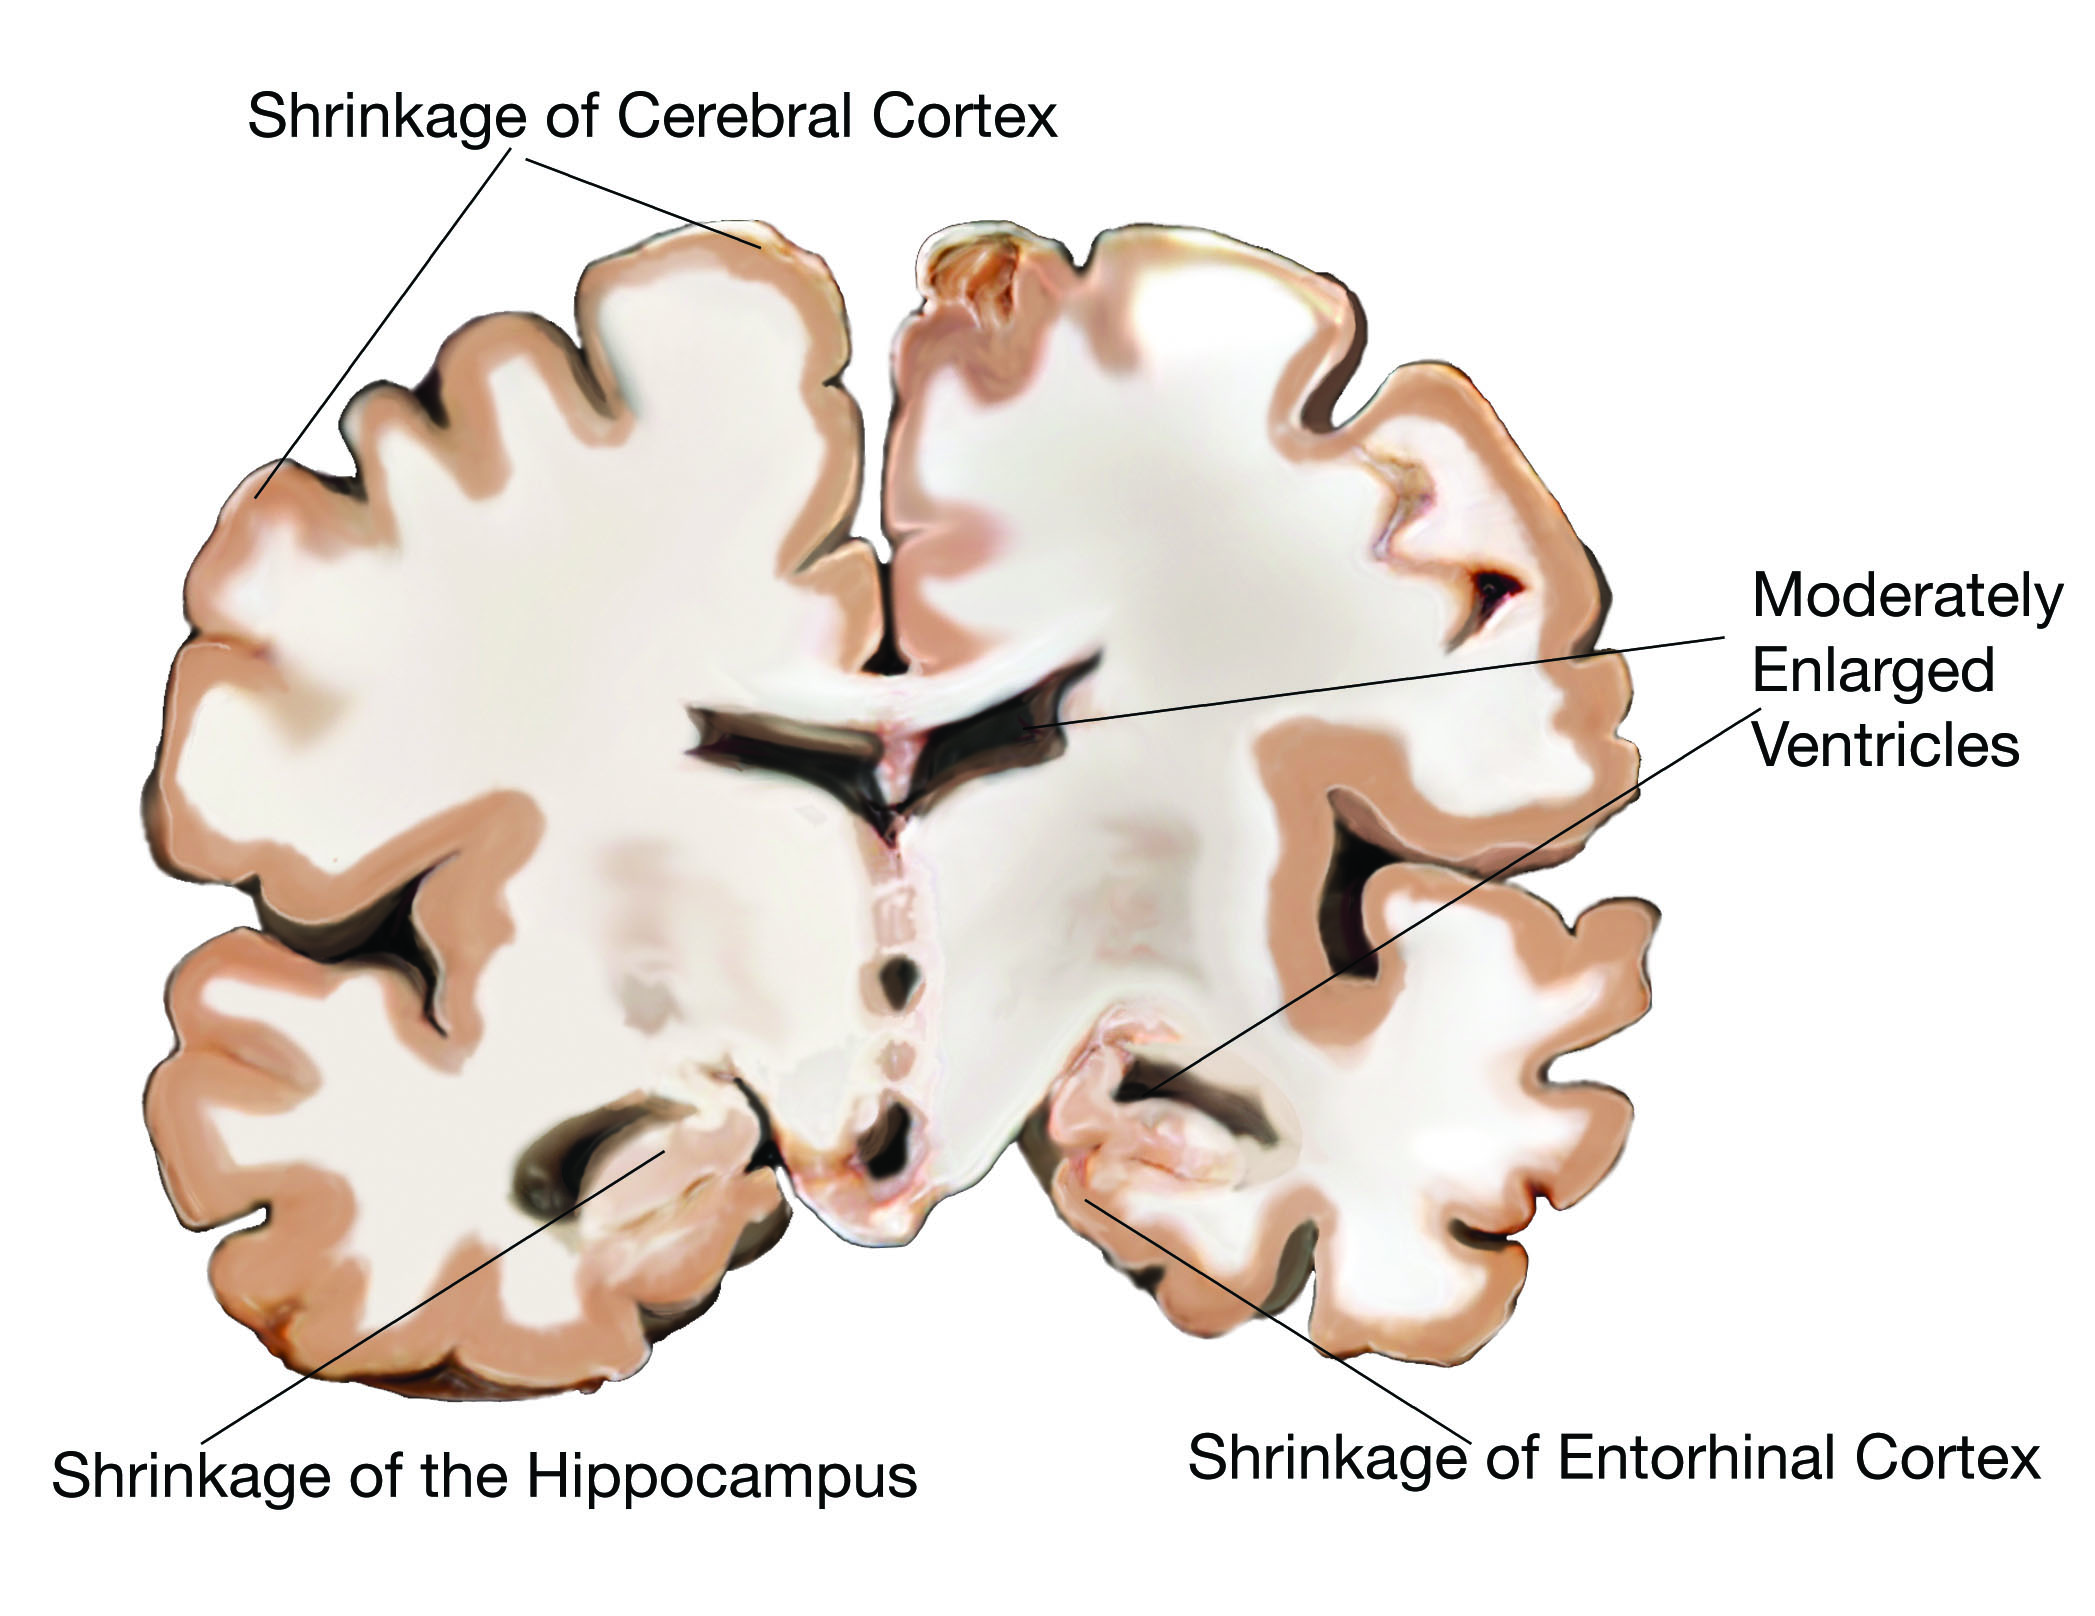 Shrinkage of Cerebral Cortex
Moderately
Enlarged
Ventricles
Shrinkage of the Hippocampus
Shrinkage of Entorhinal Cortex